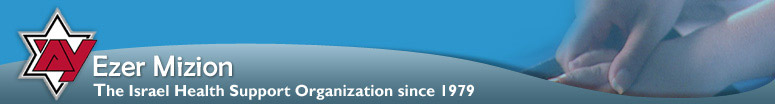 Ezer Mizion
The Israel Health Support Organization since 1979